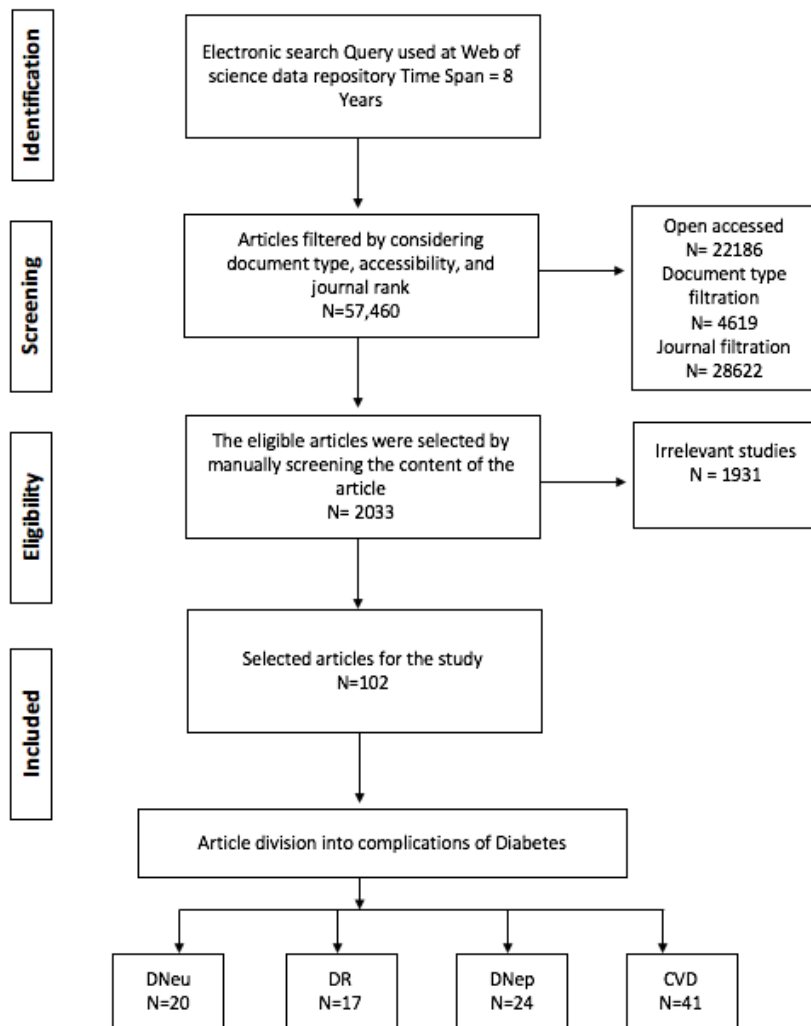 Identification
Electronic search Query used at Web of
science data repository Time Span = 8
Years
Screening
Articles filtered by considering
document type, accessibility, and
journal rank
N=57,460
Open accessed
N= 22186
Document type
filtration
N= 4619
Journal filtration
N= 28622
Eligibility
The eligible articles were selected by
manually screening the content of the
article
N= 2033
Irrelevant studies
N = 1931
Included
Selected articles for the study
N=102
Article division into complications of Diabetes
DNeu
N=20
DR
N=17
DNep
N=24
CVD
N=41